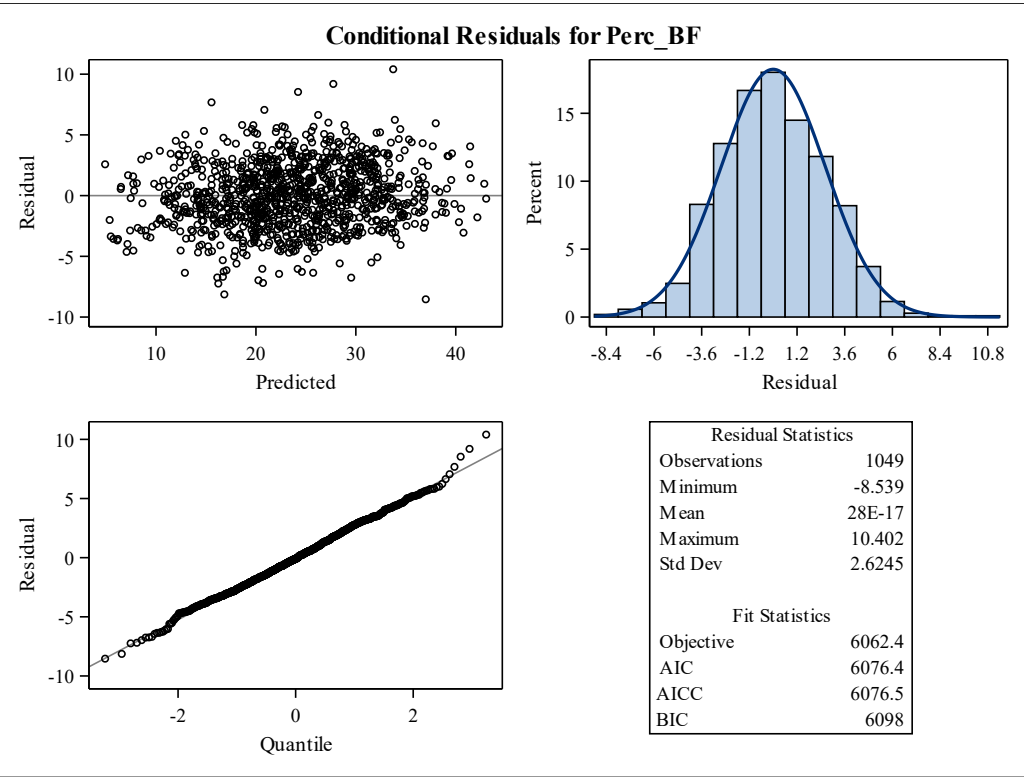 Conditional Residuals for Perc_BF
10
5
0
-5
-10
Residual
10 20 30 40
Predicted
15
10
5
0
Percent
-8.4 -6 -3.6 -1.2 1.2 3.6 6 8.4 10.8
Residual
10
5
0
-5
-10
Residual
-2 0 2
Quantile
Residual Statistics
Observations 1049
Minimum -8.539
Mean 28E-17
Maximum 10.402
Std Dev 2.6245
Fit Statistics
Objective 6062.4
AIC 6076.4
AICC 6076.5
BIC 6098